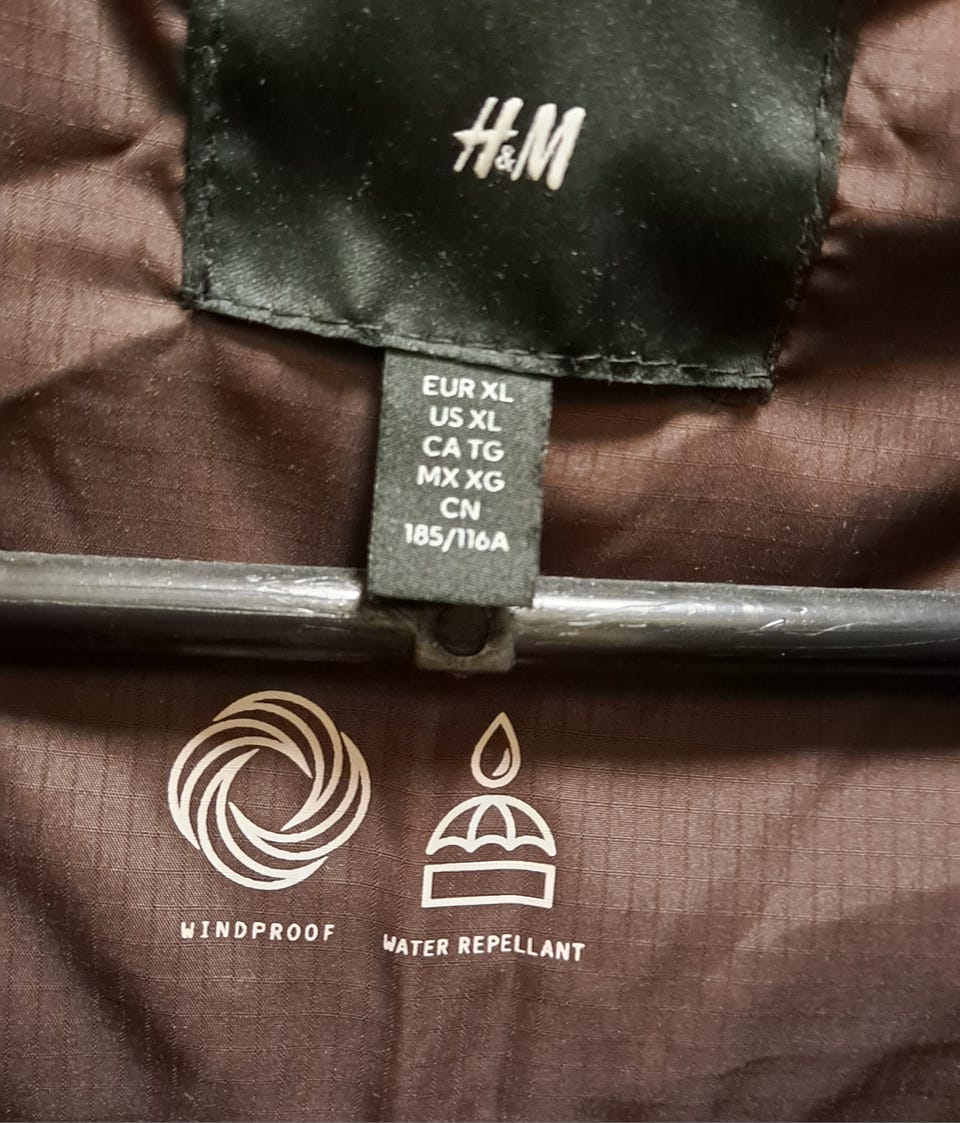 H&M
EUR XL
US XL
CA TG
MX XG
CN
185/116A
WINDPROOF
WATER REPELLANT